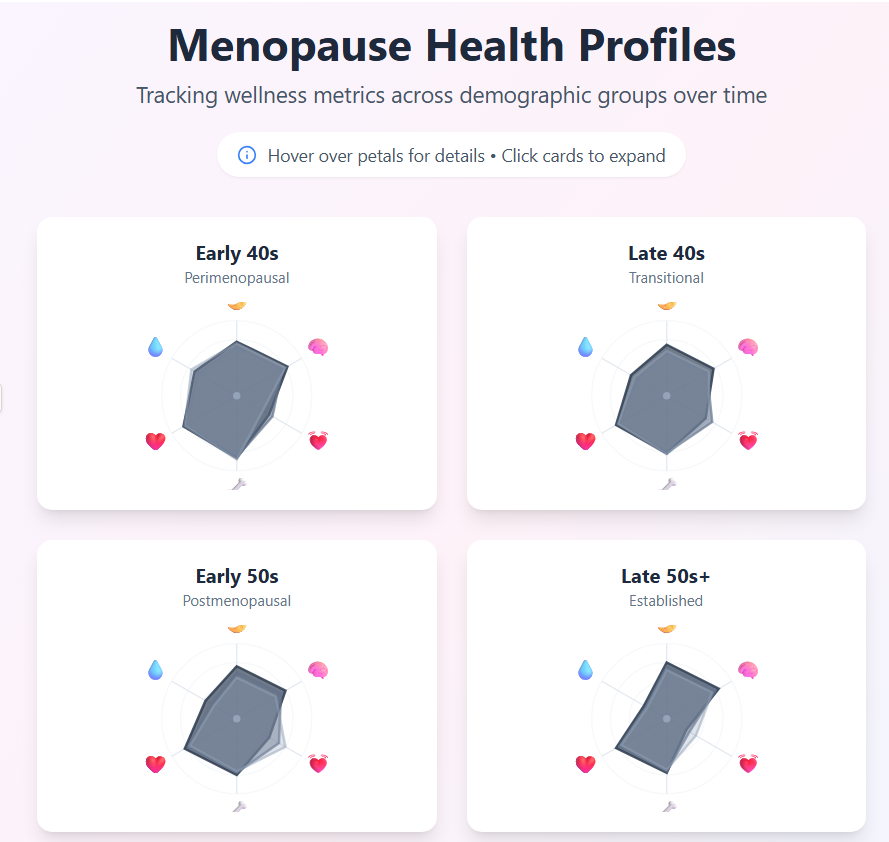 Menopause Health Profiles
Tracking wellness metrics across demographic groups over time
Hover over petals for details • Click cards to expand
Early 40s
Perimenopausal
Late 40s
Transitional
Early 50s
Postmenopausal
Late 50s+
Established